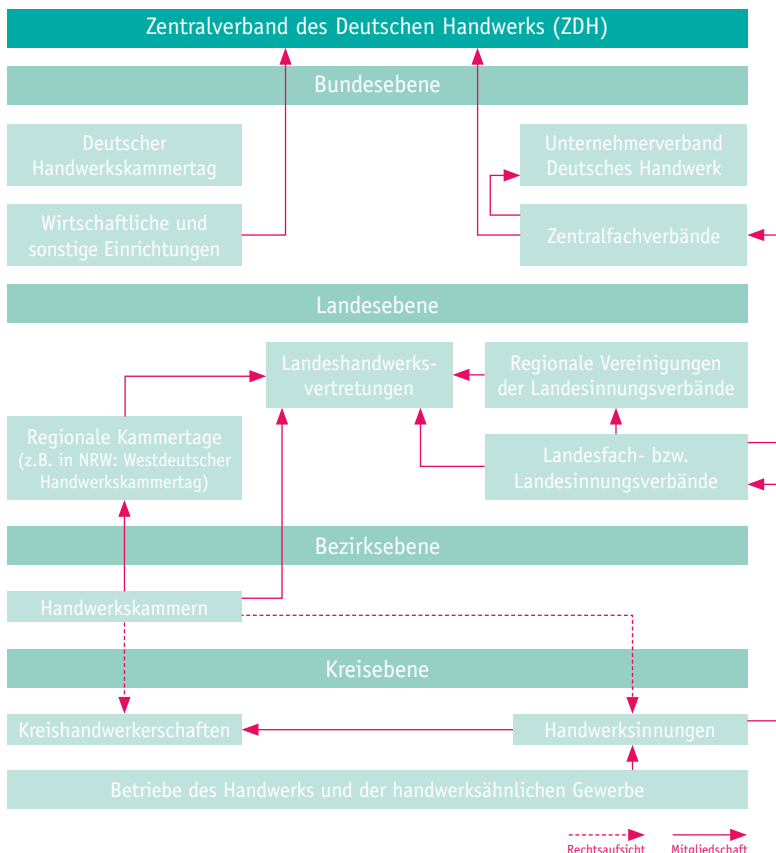 Zentralverband des Deutschen Handwerks (ZDH)
Bundesebene
Deutscher
Handwerkskammertag
Unternehmerverband
Deutsches Handwerk
Wirtschaftliche und
sonstige Einrichtungen
Zentralfachverbände
Landesebene
Landeshandwerks-
vertretungen
Regionale Vereinigungen
der Landesinnungsverbände
Regionale Kammertage
(z.B. in NRW: Westdeutscher
Handwerkskammertag)
Landesfach- bzw.
Landesinnungsverbände
Bezirksebene
Handwerkskammern
Kreisebene
Kreishandwerkerschaften
Handwerksinnungen
Betriebe des Handwerks und der handwerksähnlichen Gewerbe
Rechtsaufsicht
Mitgliedschaft